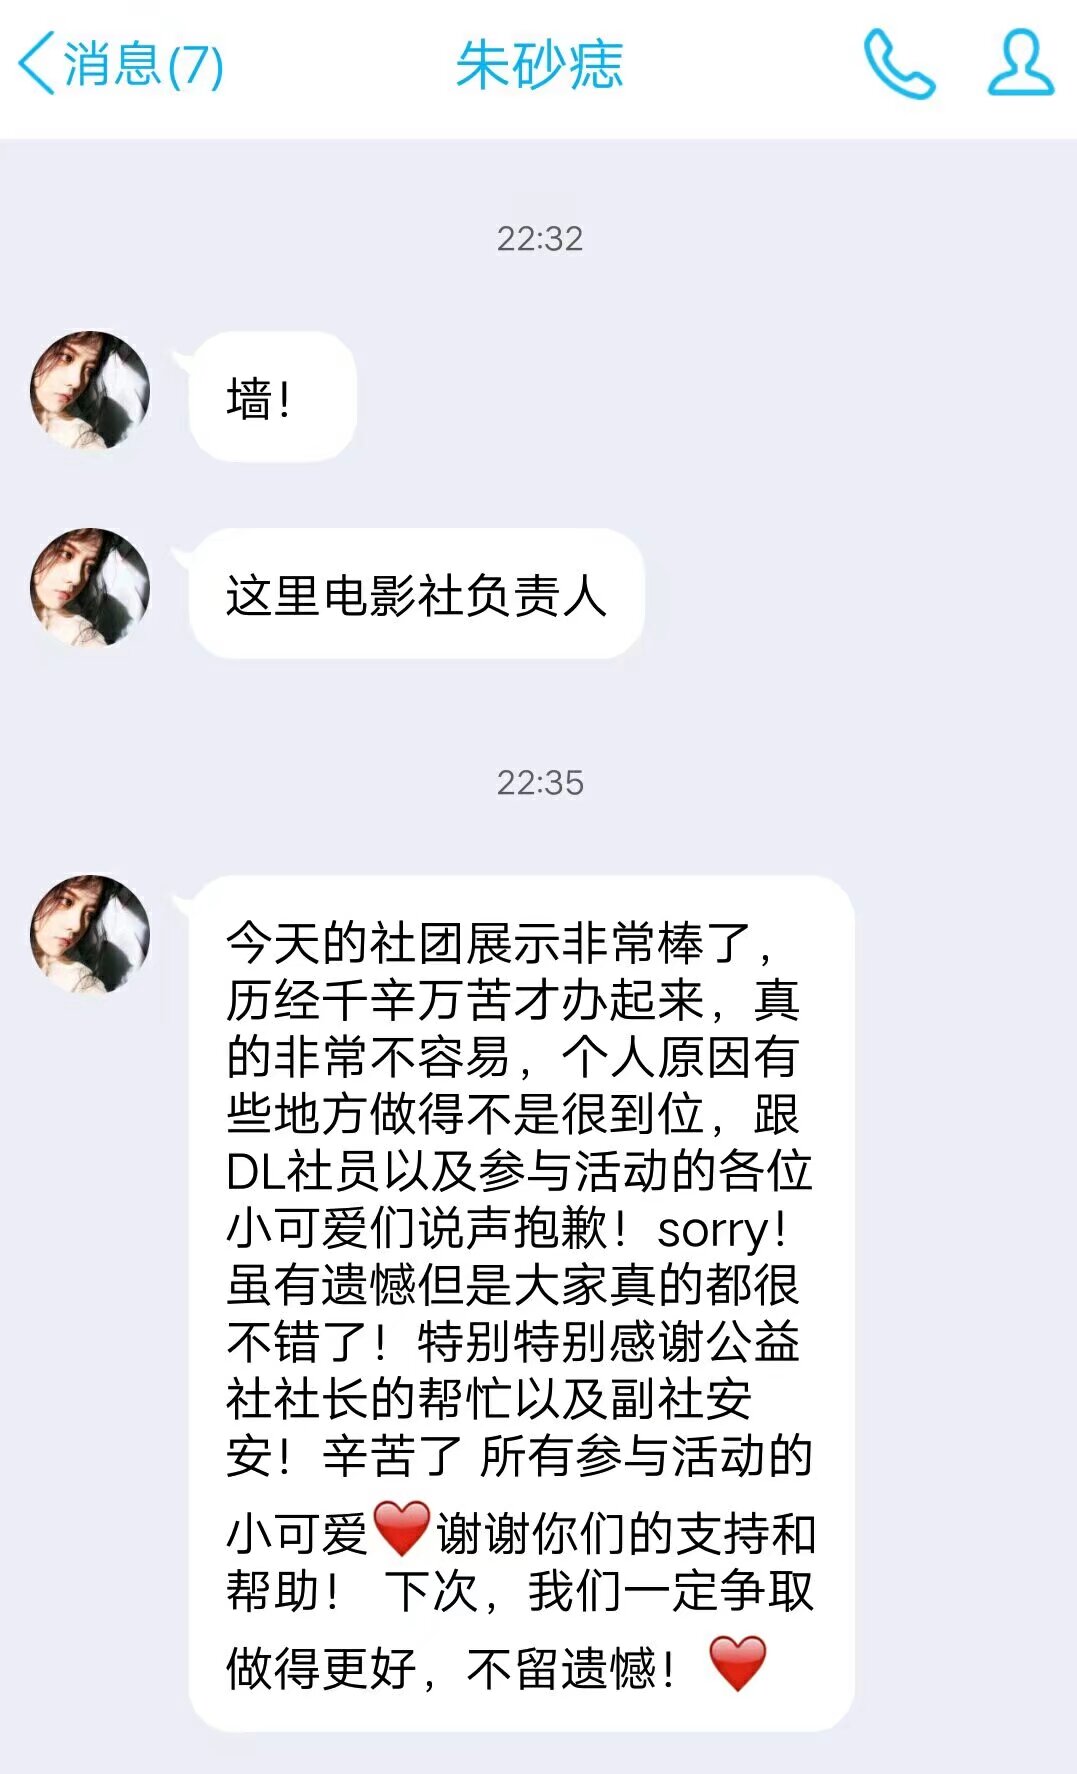 消息(7)
朱砂痣
22:32
墙!
这里电影社负责人
22:35
今天的社团展示非常棒了，
历经千辛万苦才办起来，真
的非常不容易，个人原因有
些地方做得不是很到位，跟
DL社员以及参与活动的各位
小可爱们说声抱歉！sorry！
虽有遗憾但是大家真的都很
不错了！特别特别感谢公益
社社长的帮忙以及副社安
安！辛苦了 所有参与活动的
小可爱❤️谢谢你们的支持和
帮助！ 下次，我们一定争取
做得更好，不留遗憾！❤️